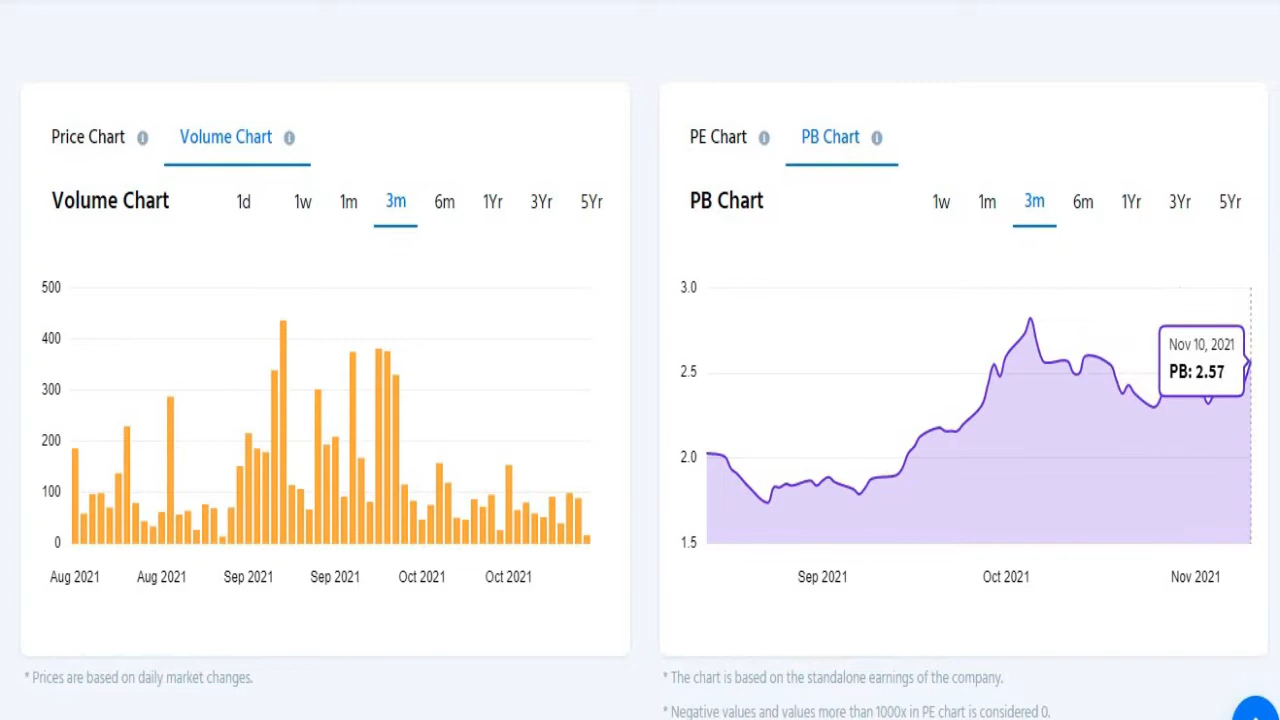 Price Chart
Volume Chart
Volume Chart 1d 1w 1m 3m 6m 1Yr 3Yr 5Yr
500
400
300
200
100
0
Aug 2021 Aug 2021 Sep 2021 Sep 2021 Oct 2021 Oct 2021
* Prices are based on daily market changes.
PE Chart
PB Chart
PB Chart 1w 1m 3m 6m 1Yr 3Yr 5Yr
3.0
2.5
2.0
1.5
Nov 10, 2021
PB: 2.57
Sep 2021 Oct 2021 Nov 2021
* The chart is based on the standalone earnings of the company.
* Negative values and values more than 1000x in PE chart is considered 0.